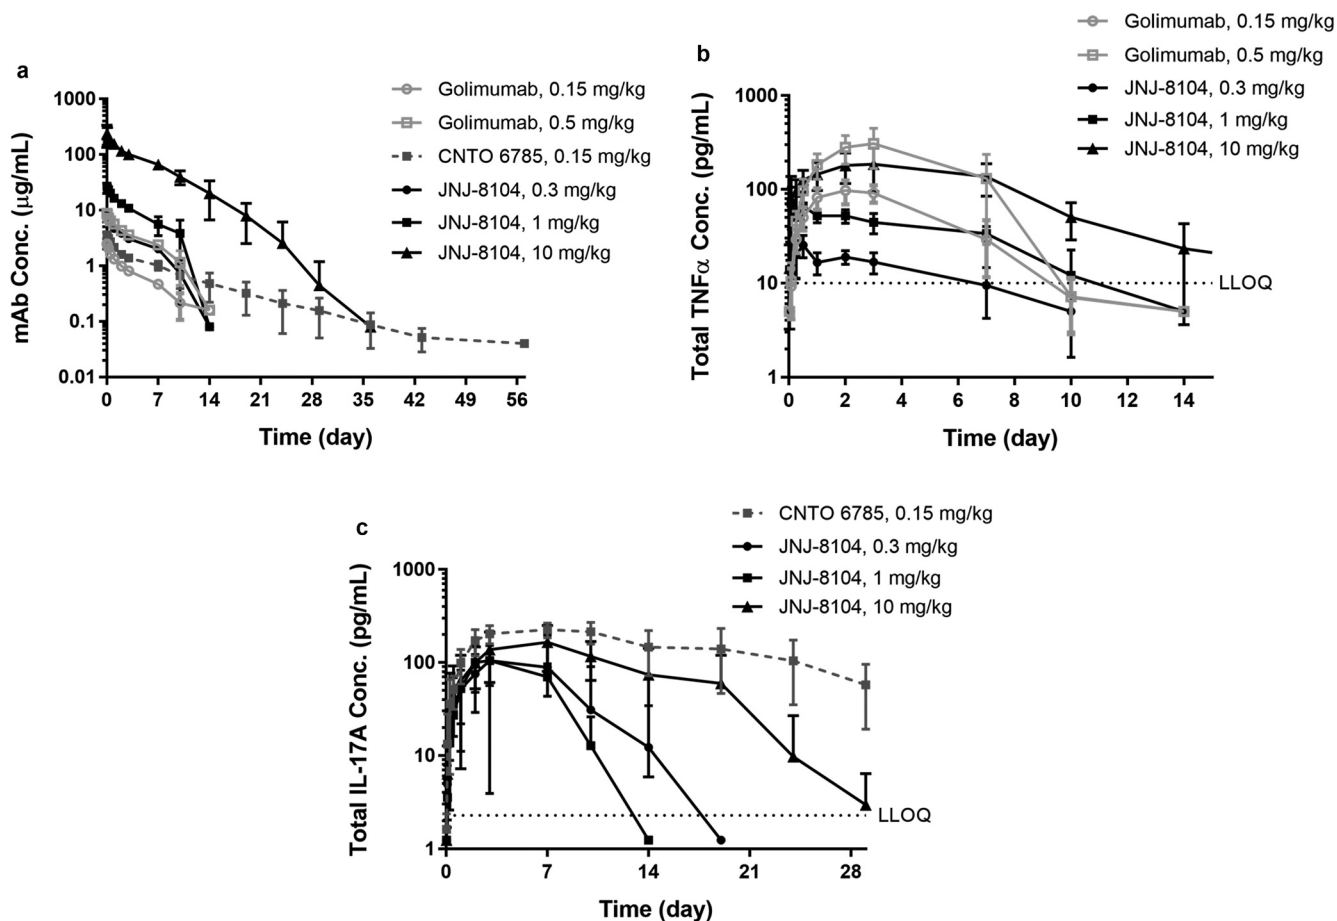 a
Golimumab, 0.15 mg/kg
Golimumab, 0.5 mg/kg
CNTO 6785, 0.15 mg/kg
JNJ-8104, 0.3 mg/kg
JNJ-8104, 1 mg/kg
JNJ-8104, 10 mg/kg
mAb Conc. (µg/mL)
1000
100
10
1
0.1
0.01
0 7 14 21 28 35 42 49 56
Time (day)
b
Golimumab, 0.15 mg/kg
Golimumab, 0.5 mg/kg
JNJ-8104, 0.3 mg/kg
JNJ-8104, 1 mg/kg
JNJ-8104, 10 mg/kg
Total TNFα Conc. (pg/mL)
1000
100
10
1
LLOQ
0 2 4 6 8 10 12 14
Time (day)
c
CNTO 6785, 0.15 mg/kg
JNJ-8104, 0.3 mg/kg
JNJ-8104, 1 mg/kg
JNJ-8104, 10 mg/kg
Total IL-17A Conc. (pg/mL)
1000
100
10
1
LLOQ
0 7 14 21 28
Time (day)